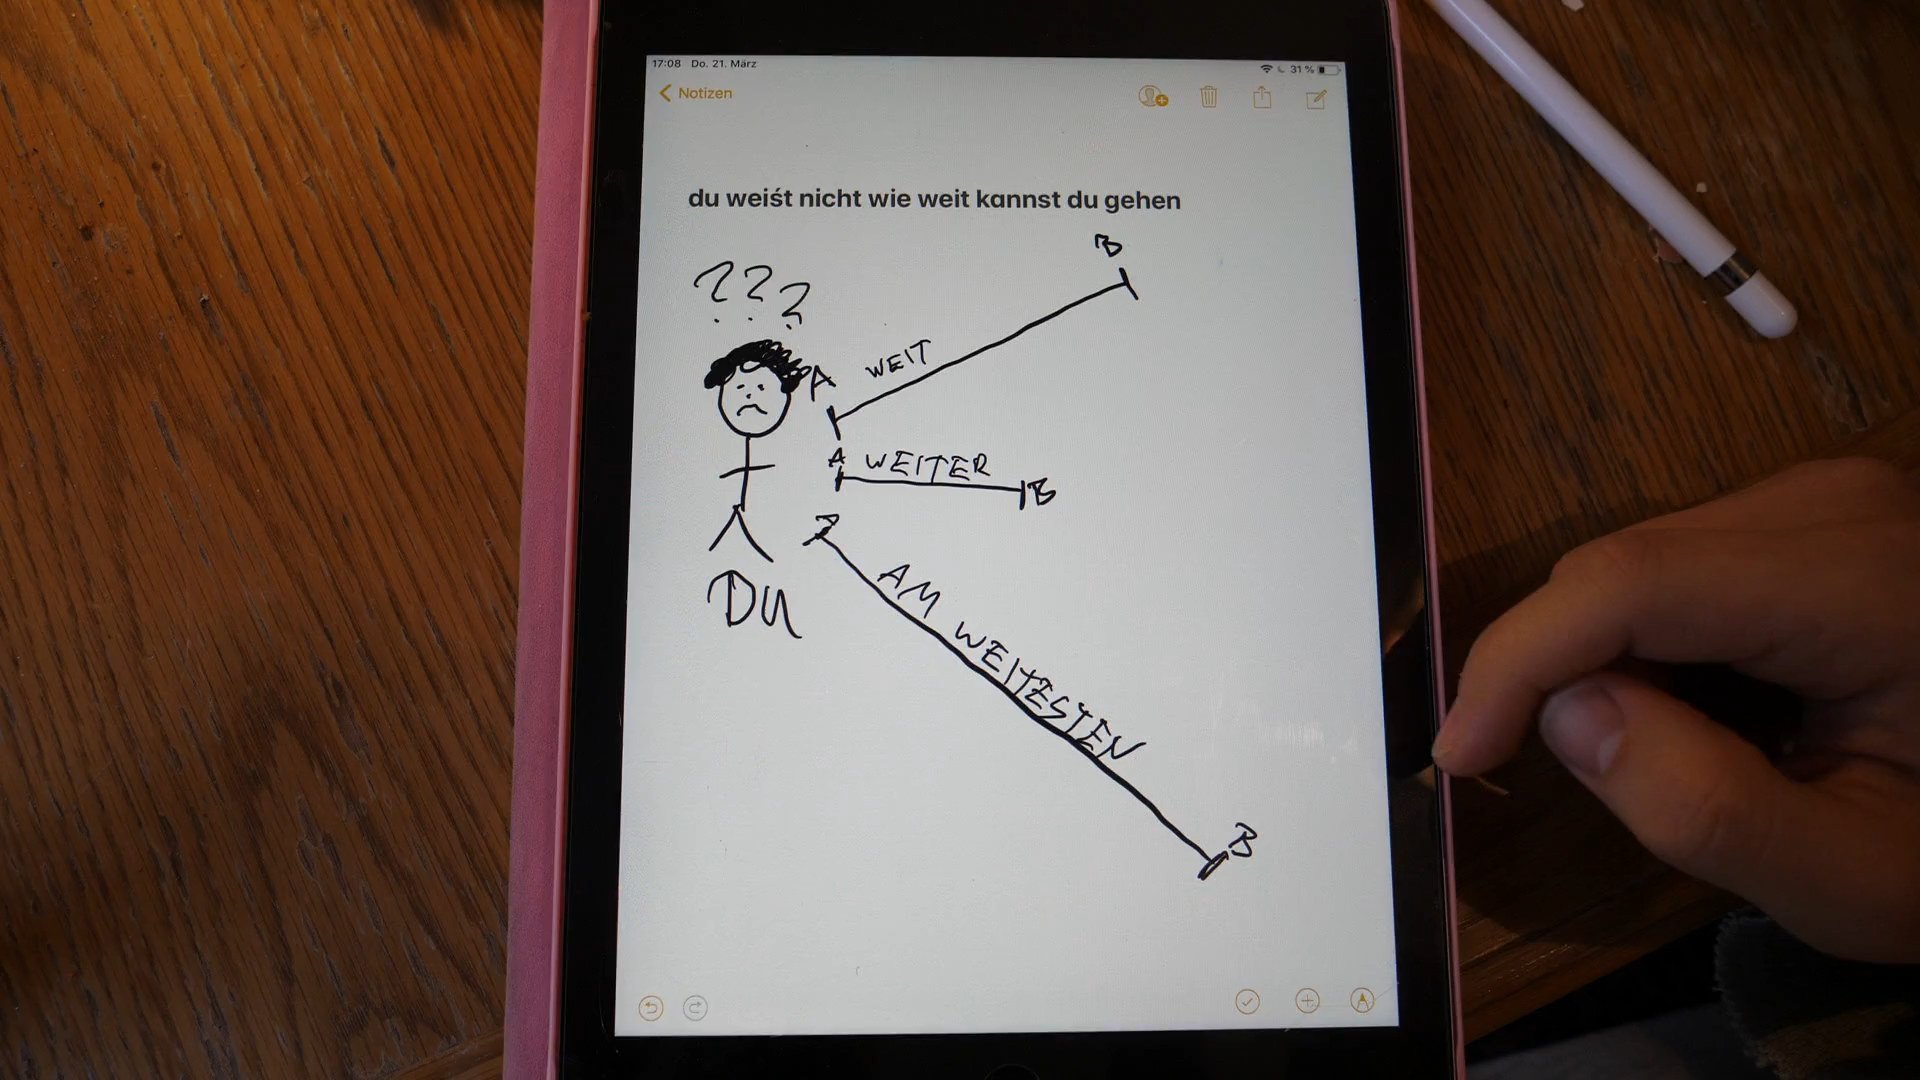 17:08 Do. 21. März
31 %
Notizen
du weiśt nicht wie weit kannst du gehen
B
???
A WEIT
A WEITER B
A
DU
AM WEITESTEN
B